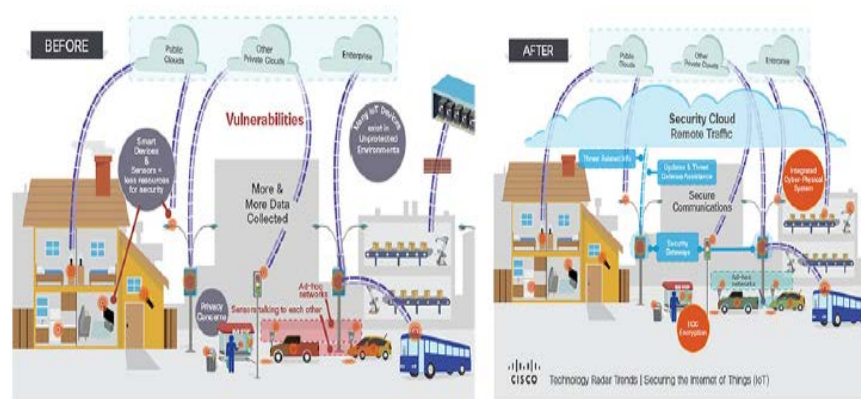 BEFORE
Public
Clouds
Other
Private Clouds
Enterprise
Vulnerabilities
Many IoT Devices
exist in
Unprotected
Environments
Smart
Devices
&
Sensors =
less resources
for security
More &
More Data
Collected
Privacy
Concerns
Ad-hoc
networks
Sensors talking to each other
AFTER
Public
Clouds
Other
Private Clouds
Enterprise
Security Cloud
Remote Traffic
Threat Related Info
Updates & Threat
Defense Assistance
Integrated
Cyber-Physical
System
Secure
Communications
Security
Gateways
Ad-hoc
networks
Encryption
CISCO
Technology Radar Trends | Securing the Internet of Things (IoT)